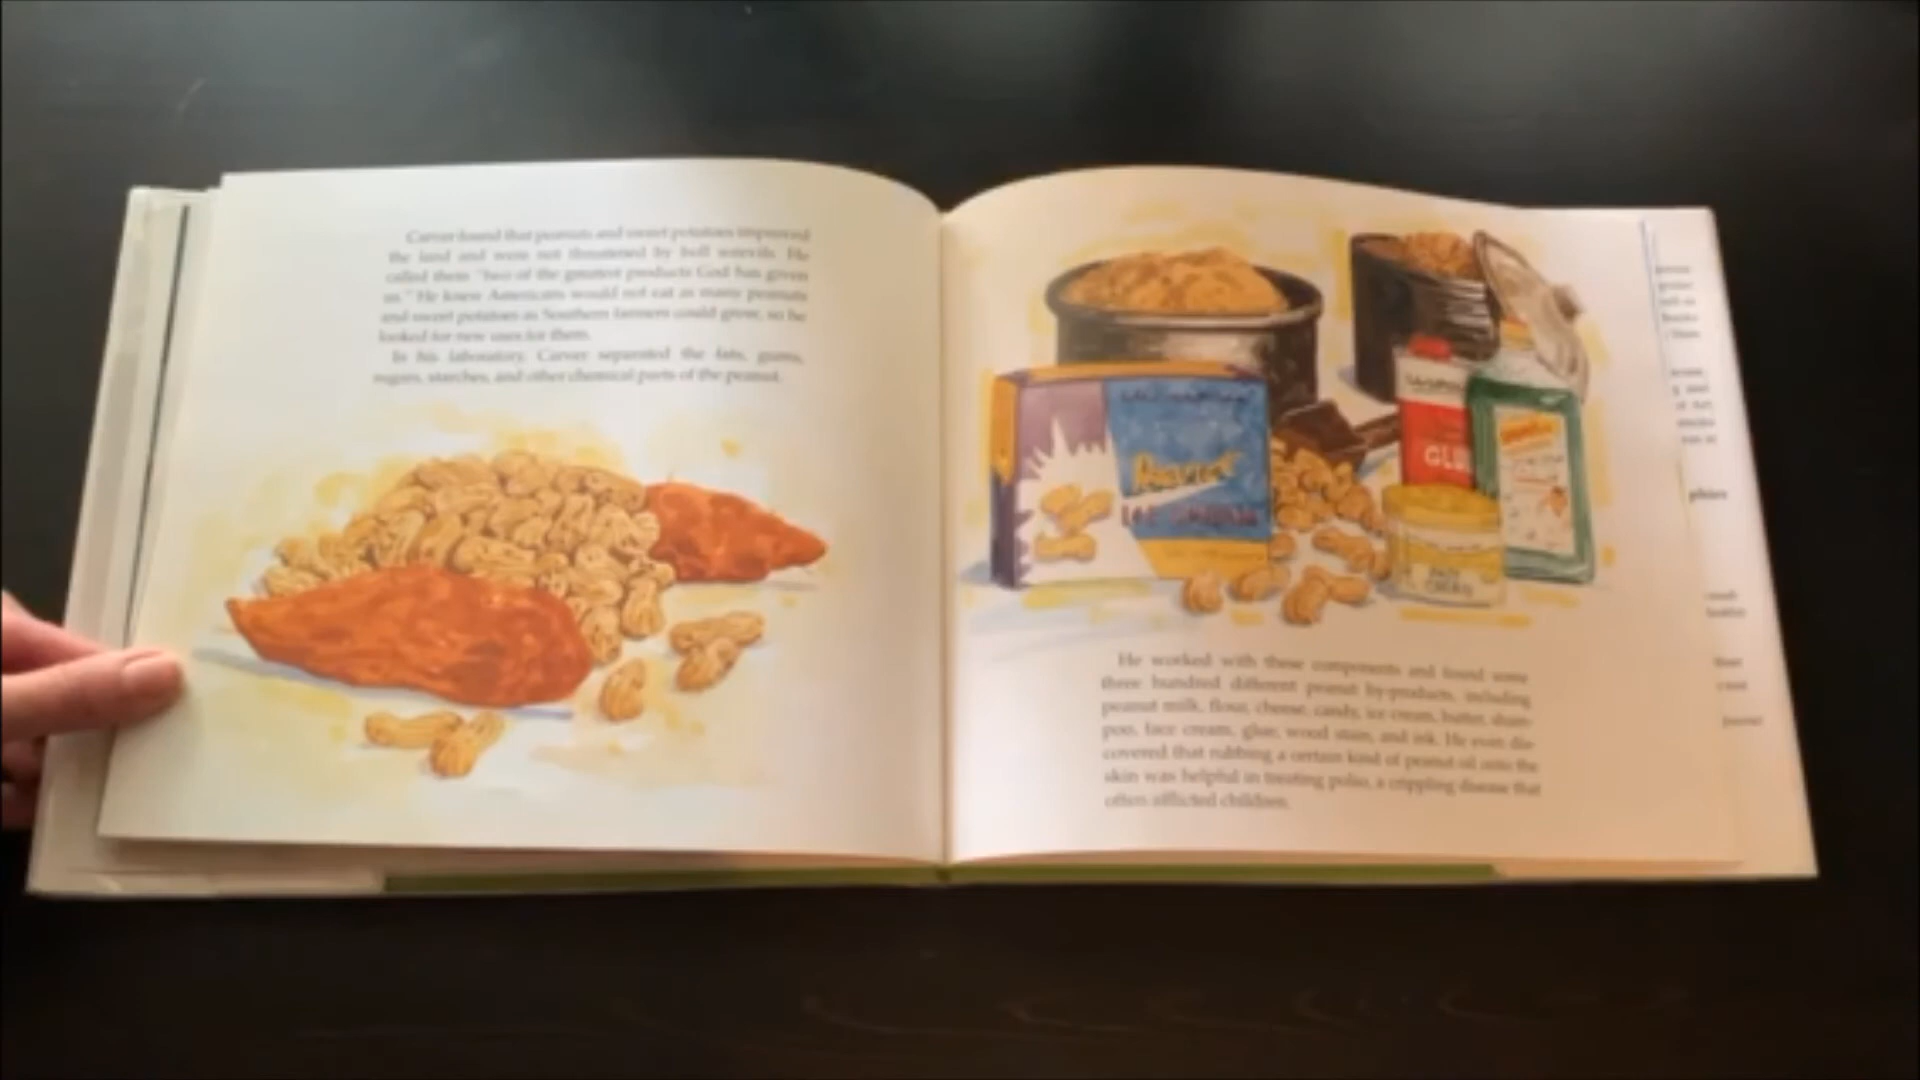 Carver found that peanuts and sweet potatoes improved
the land and were not threatened by boll weevils. He
called them "two of the greatest products God has given
us." He knew Americans would not eat as many peanuts
and sweet potatoes as Southern farmers could grow, so he
looked for new uses for them.
In his laboratory, Carver separated the fats, gums,
sugars, starches, and other chemical parts of the peanut.
Peanut
ICE CREAM
GLUE
FACE
CREAM
He worked with these components and found some
three hundred different peanut by-products, including
peanut milk, flour, cheese, candy, ice cream, butter, sham-
poo, face cream, glue, wood stain, and ink. He even dis-
covered that rubbing a certain kind of peanut oil onto the
skin was helpful in treating polio, a crippling disease that
often afflicted children.